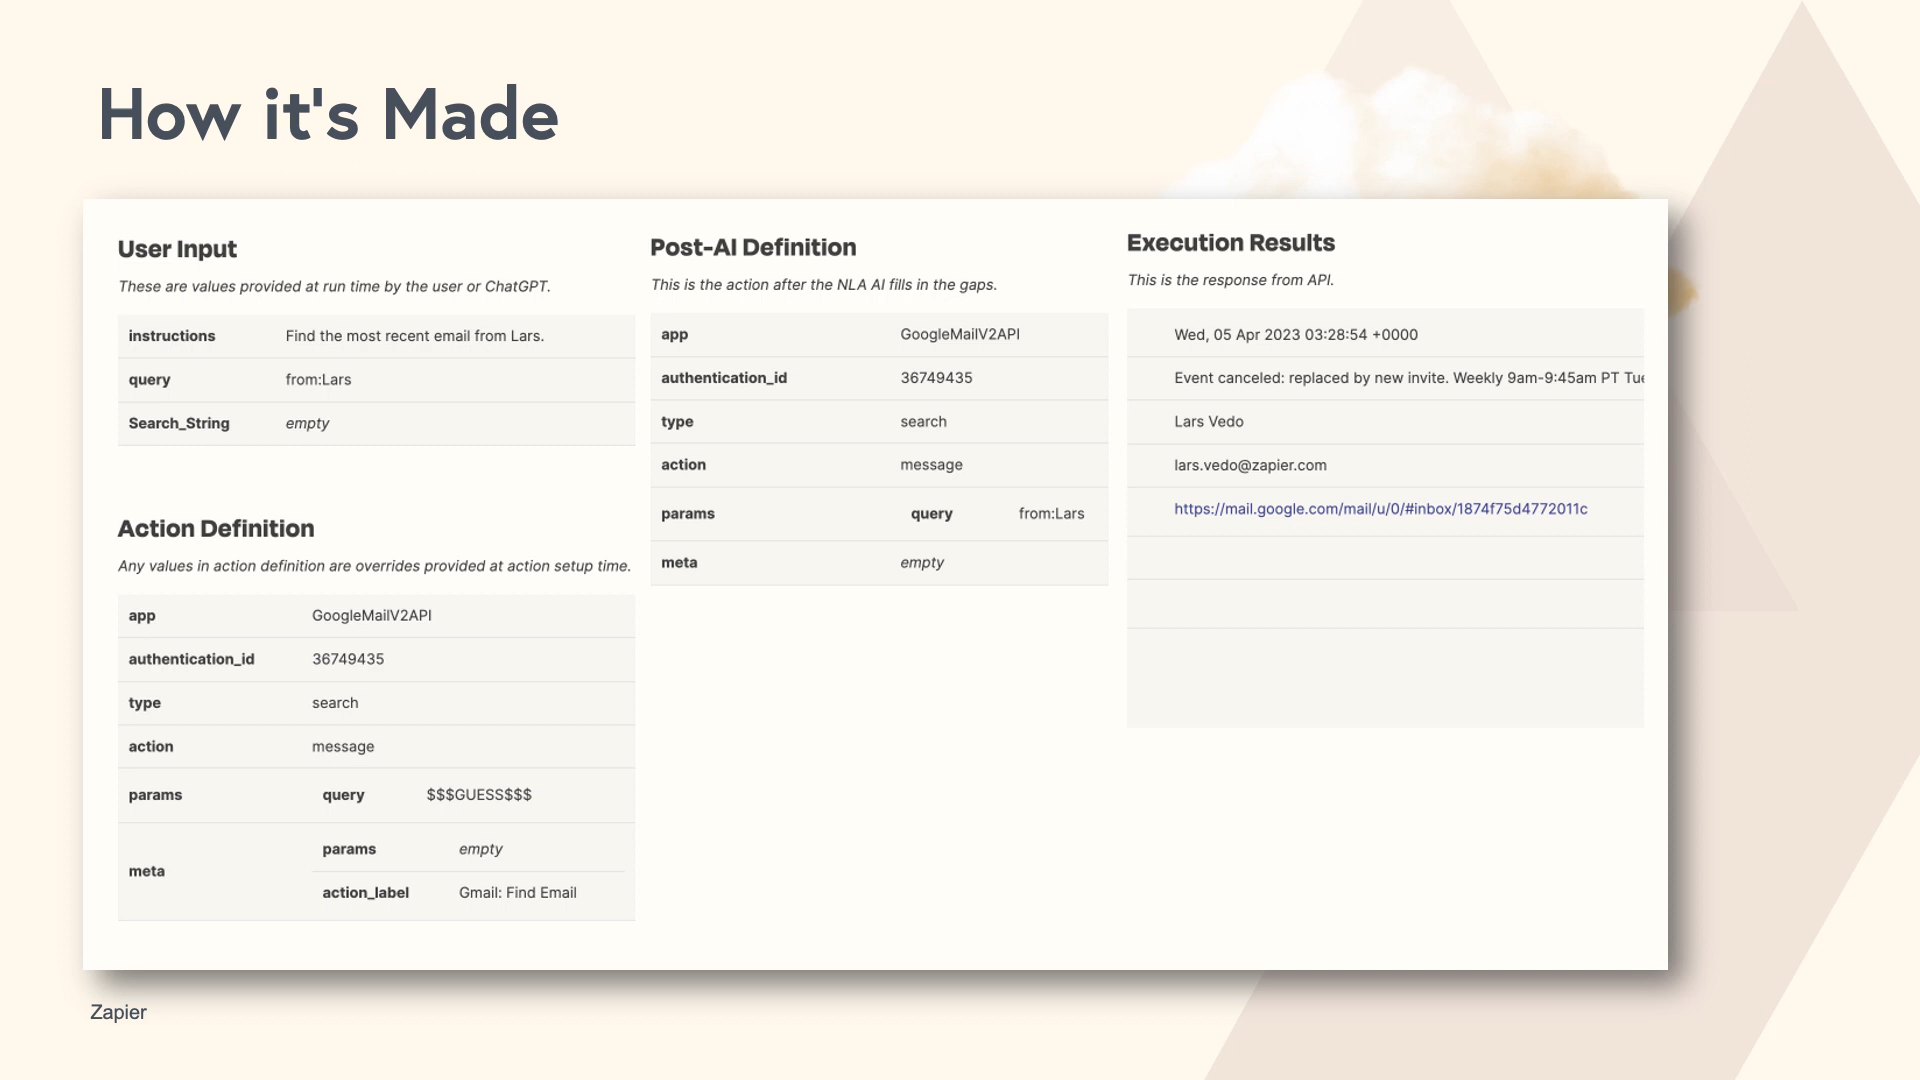 How it's Made
User Input
These are values provided at run time by the user or ChatGPT.
instructions Find the most recent email from Lars.
query from:Lars
Search_String empty
Action Definition
Any values in action definition are overrides provided at action setup time.
app GoogleMailV2API
authentication_id 36749435
type search
action message
params query $$$GUESS$$$
meta
params empty
action_label Gmail: Find Email
Post-AI Definition
This is the action after the NLA AI fills in the gaps.
app GoogleMailV2API
authentication_id 36749435
type search
action message
params query from:Lars
meta empty
Execution Results
This is the response from API.
Wed, 05 Apr 2023 03:28:54 +0000
Event canceled: replaced by new invite. Weekly 9am-9:45am PT Tue
Lars Vedo
lars.vedo@zapier.com
https://mail.google.com/mail/u/0/#inbox/1874f75d4772011c
Zapier